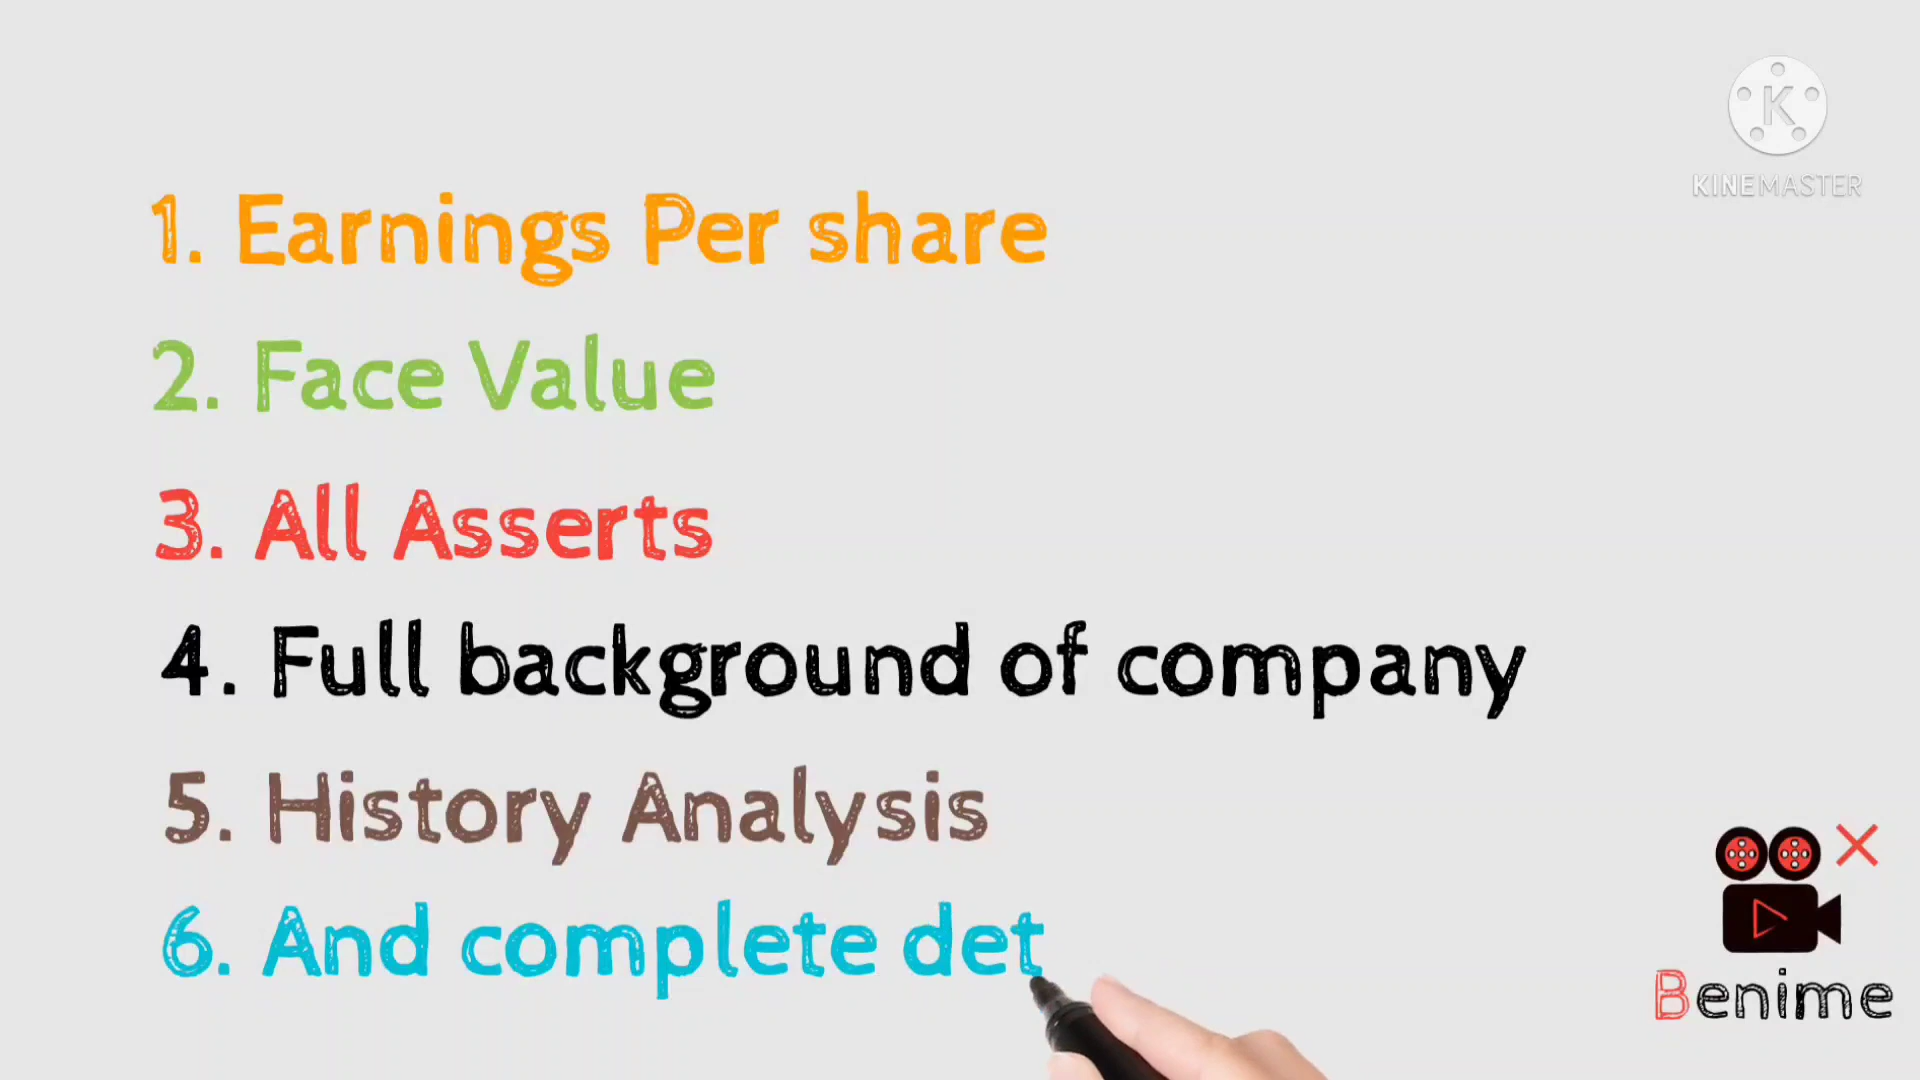 K
KINEMASTER
1. Earnings Per share
2. Face Value
3. All Asserts
4. Full background of company
5. History Analysis
6. And complete det
Benime